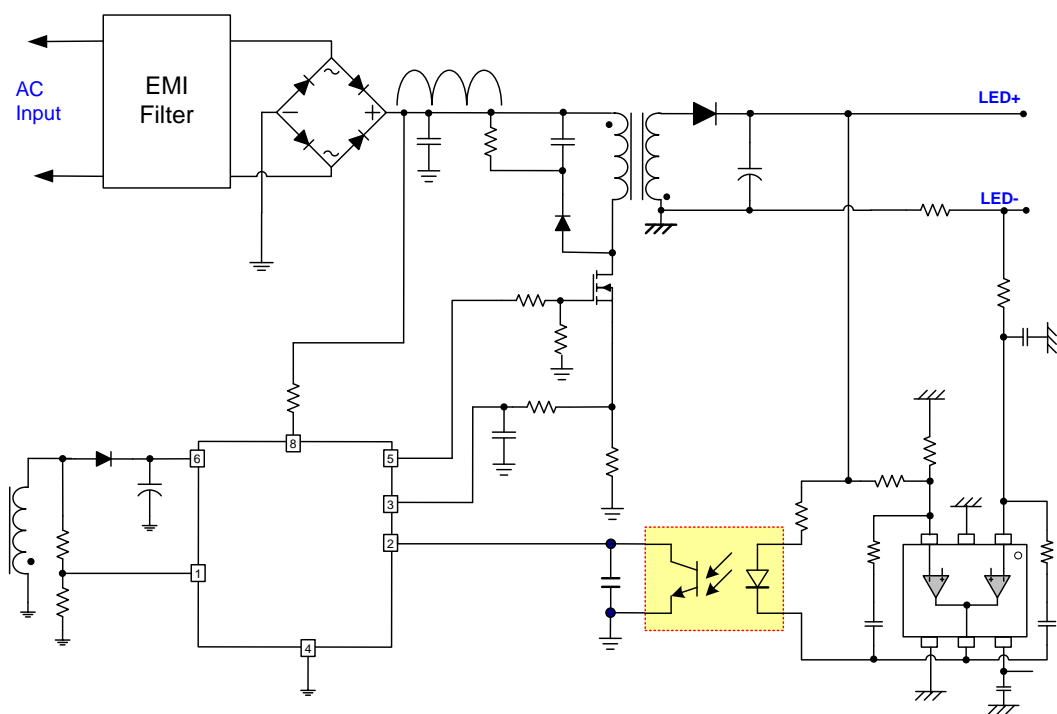 EMI
Filter
AC
Input
~
−
+
~
LED+
LED-
8
6
5
3
2
1
4
- +
+ -